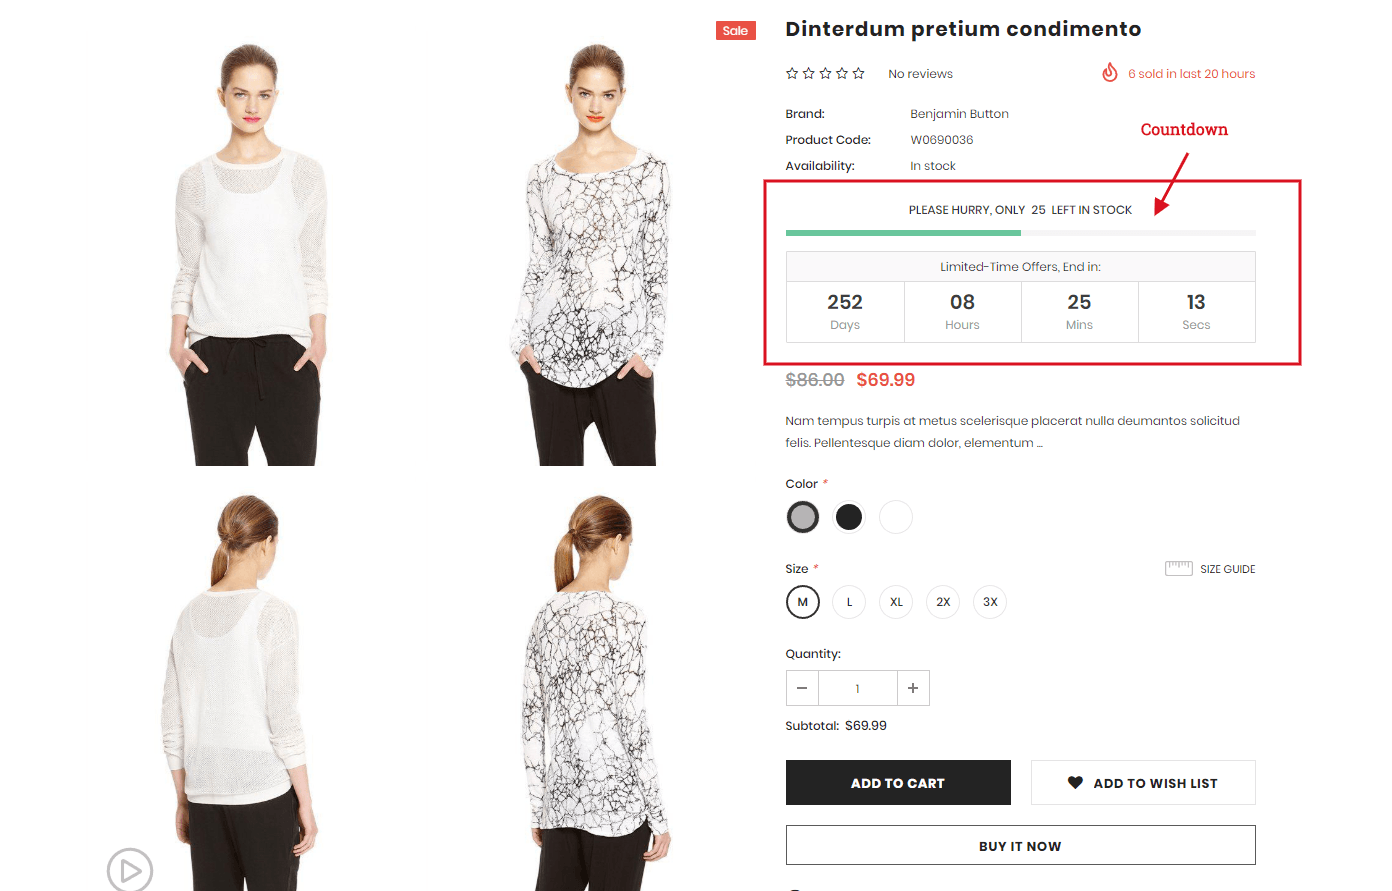 Sale
Dinterdum pretium condimento
No reviews
6 sold in last 20 hours
Brand: Benjamin Button
Product Code: W0690036
Availability: In stock
Countdown
PLEASE HURRY, ONLY 25 LEFT IN STOCK
Limited-Time Offers, End in:
252 08 25 13
Days Hours Mins Secs
$86.00 $69.99
Nam tempus turpis at metus scelerisque placerat nulla deumantos solicitud
felis. Pellentesque diam dolor, elementum ...
Color *
Size *
SIZE GUIDE
M L XL 2X 3X
Quantity:
− 1 +
Subtotal: $69.99
ADD TO CART
ADD TO WISH LIST
BUY IT NOW